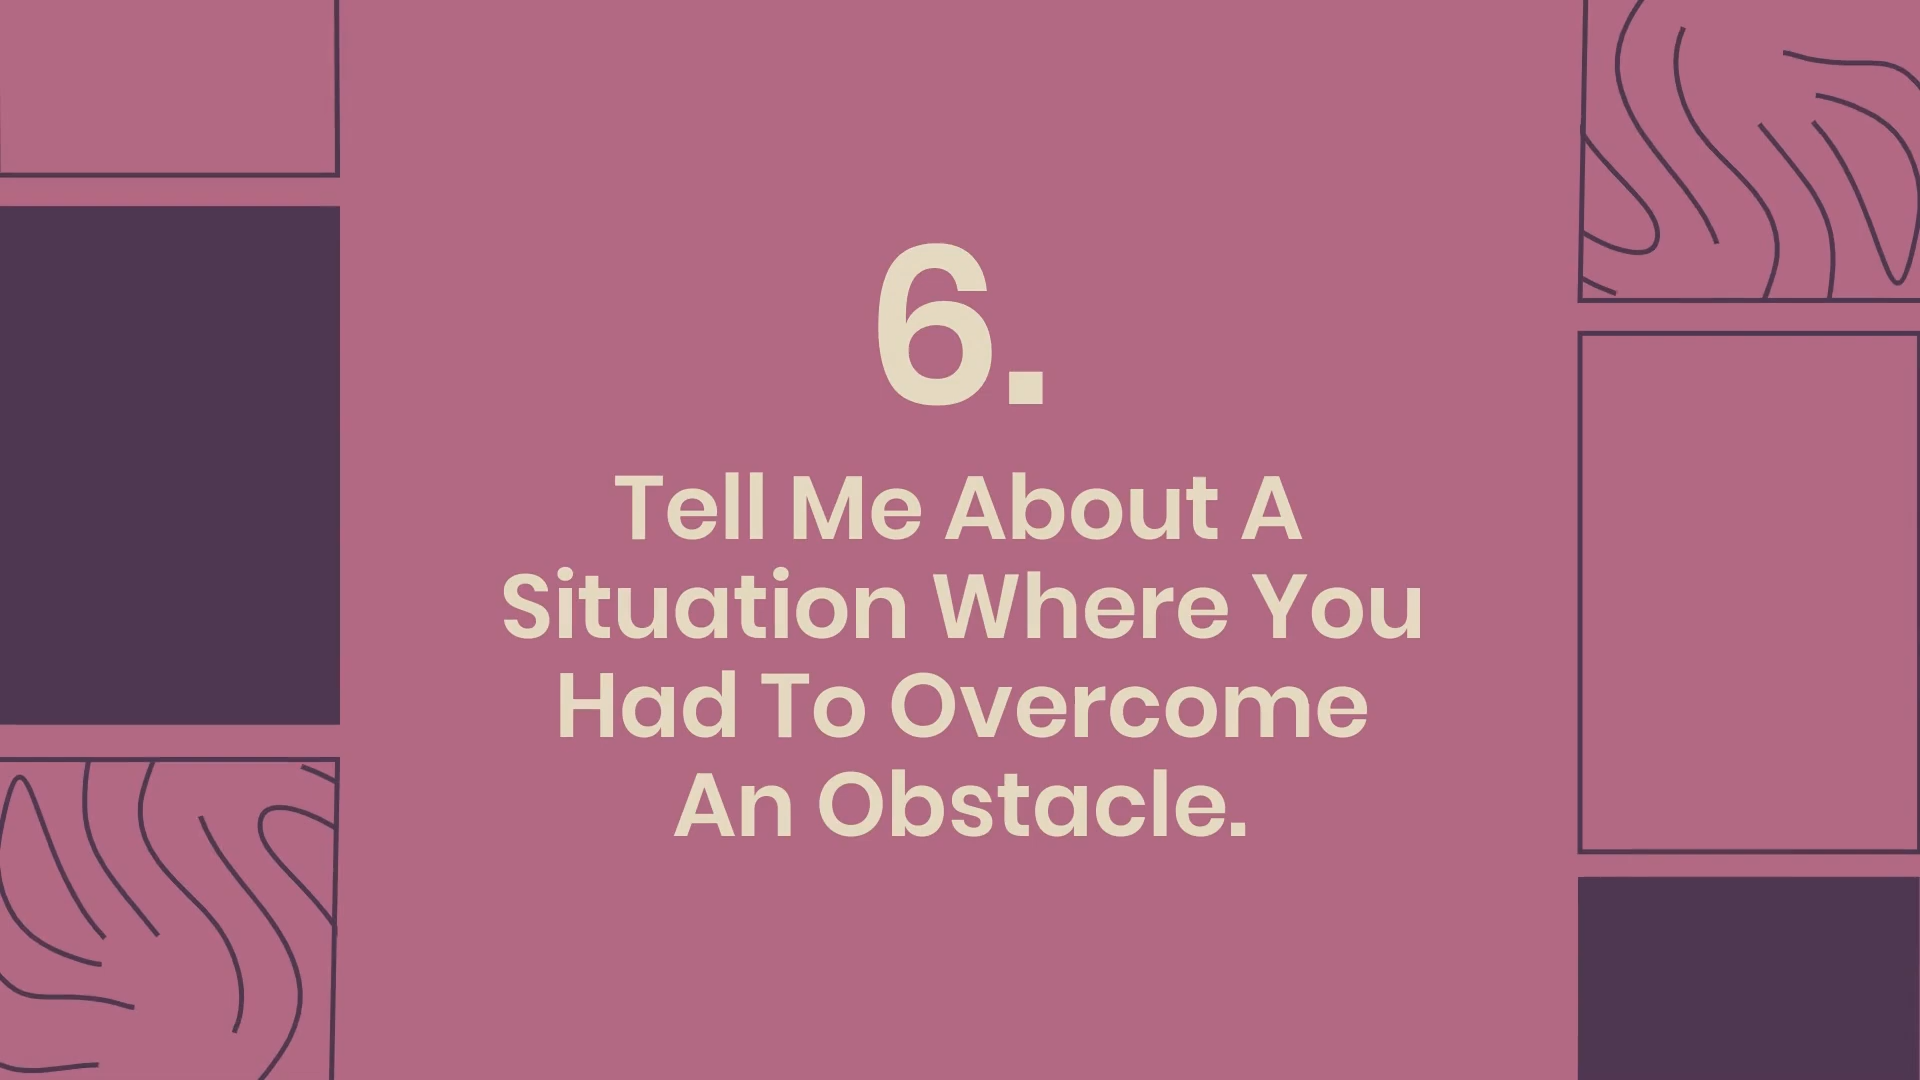 6.
Tell Me About A
Situation Where You
Had To Overcome
An Obstacle.